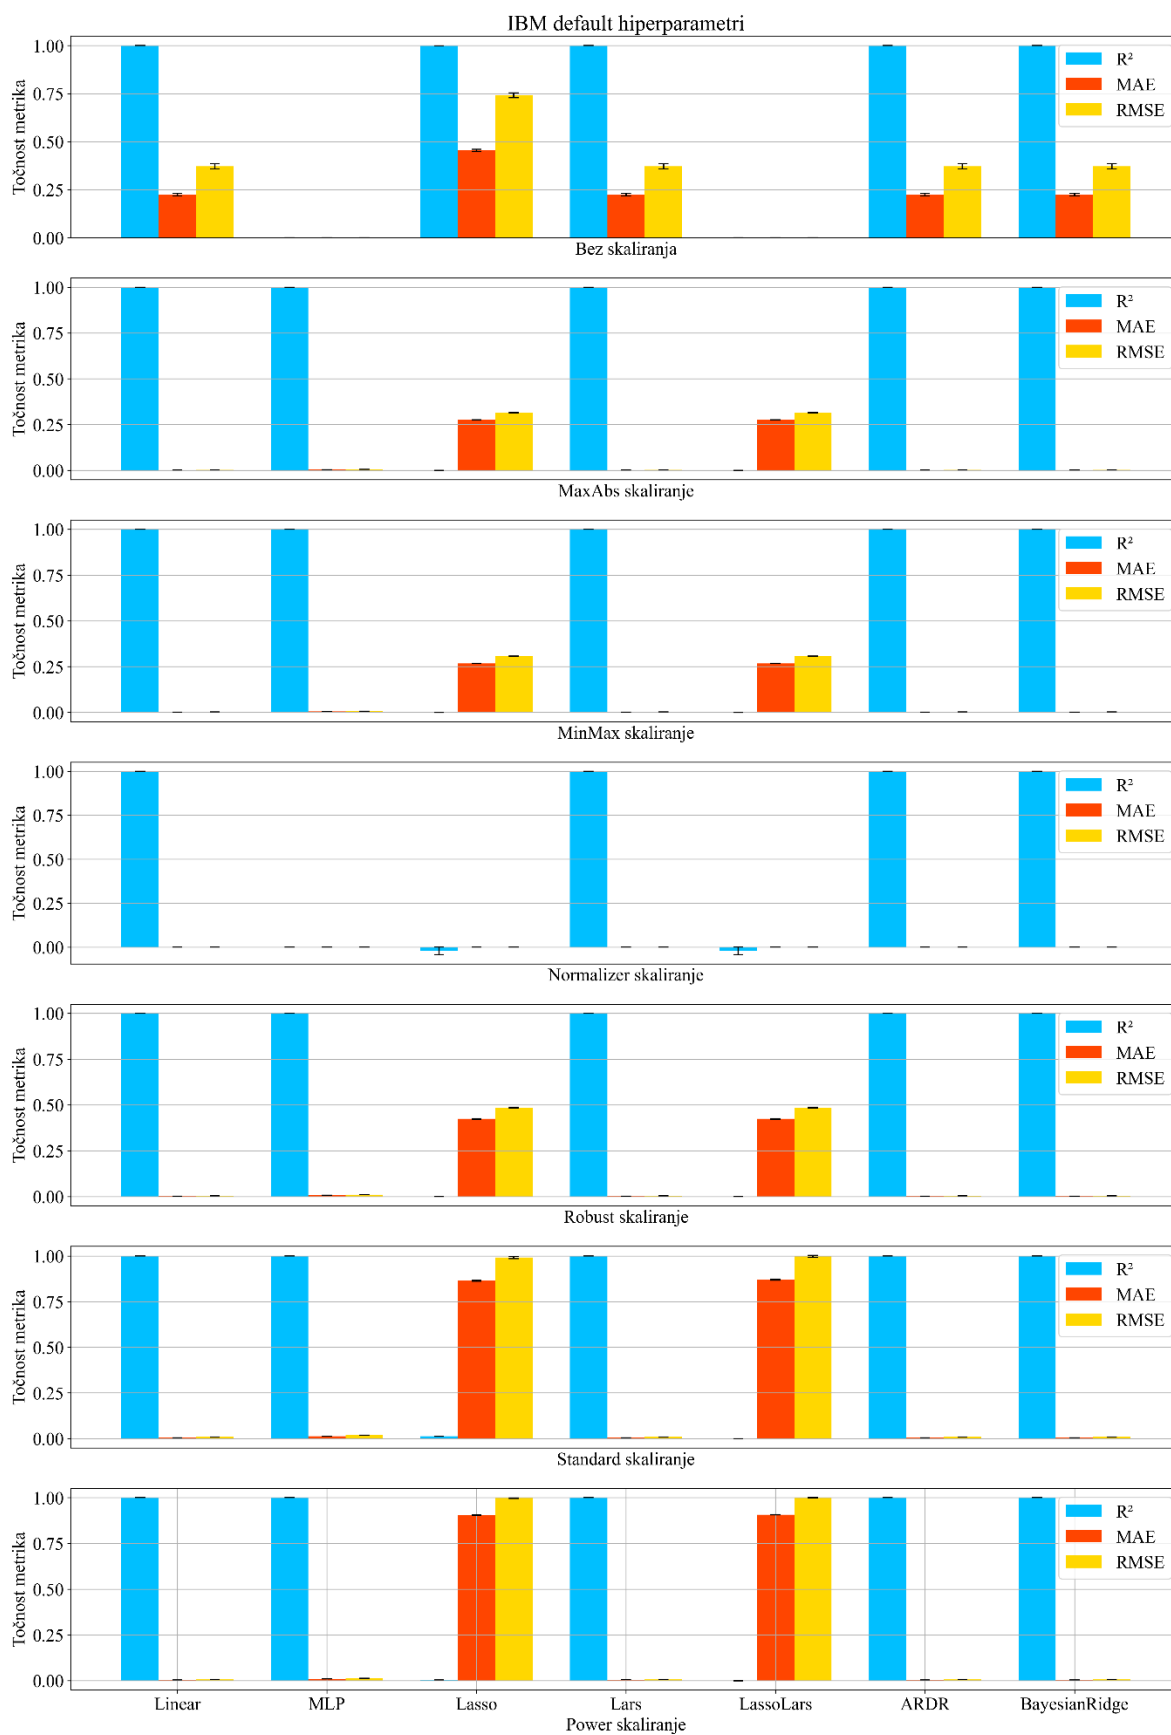 IBM default hiperparametri
1.00
0.75
0.50
0.25
0.00
Točnost metrika
R²
MAE
RMSE
Bez skaliranja
1.00
0.75
0.50
0.25
0.00
Točnost metrika
R²
MAE
RMSE
MaxAbs skaliranje
1.00
0.75
0.50
0.25
0.00
Točnost metrika
R²
MAE
RMSE
MinMax skaliranje
1.00
0.75
0.50
0.25
0.00
Točnost metrika
R²
MAE
RMSE
Normalizer skaliranje
1.00
0.75
0.50
0.25
0.00
Točnost metrika
R²
MAE
RMSE
Robust skaliranje
1.00
0.75
0.50
0.25
0.00
Točnost metrika
R²
MAE
RMSE
Standard skaliranje
1.00
0.75
0.50
0.25
0.00
Točnost metrika
R²
MAE
RMSE
Linear MLP Lasso Lars LassoLars ARDR BayesianRidge
Power skaliranje